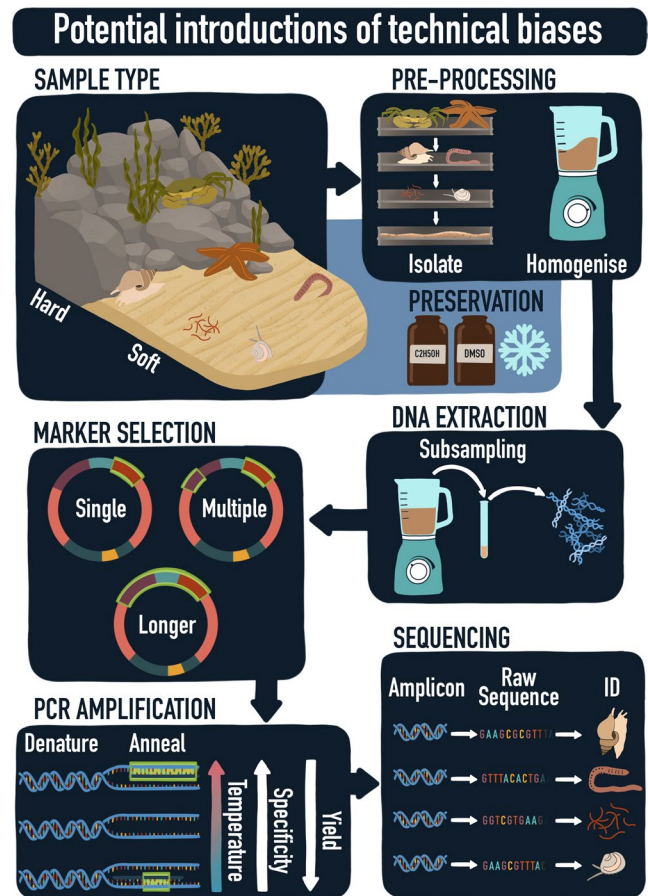 Potential introductions of technical biases
SAMPLE TYPE
Hard
Soft
PRE-PROCESSING
Isolate
Homogenise
PRESERVATION
C2H5OH
DMSO
DNA EXTRACTION
Subsampling
MARKER SELECTION
Single
Multiple
Longer
PCR AMPLIFICATION
Denature
Anneal
Temperature
Specificity
Yield
SEQUENCING
Amplicon
Raw
Sequence
ID
GAAGCGCGTTT
GTTTACACTGA
GGTCGTGAAG
GAAGCGTTTAC